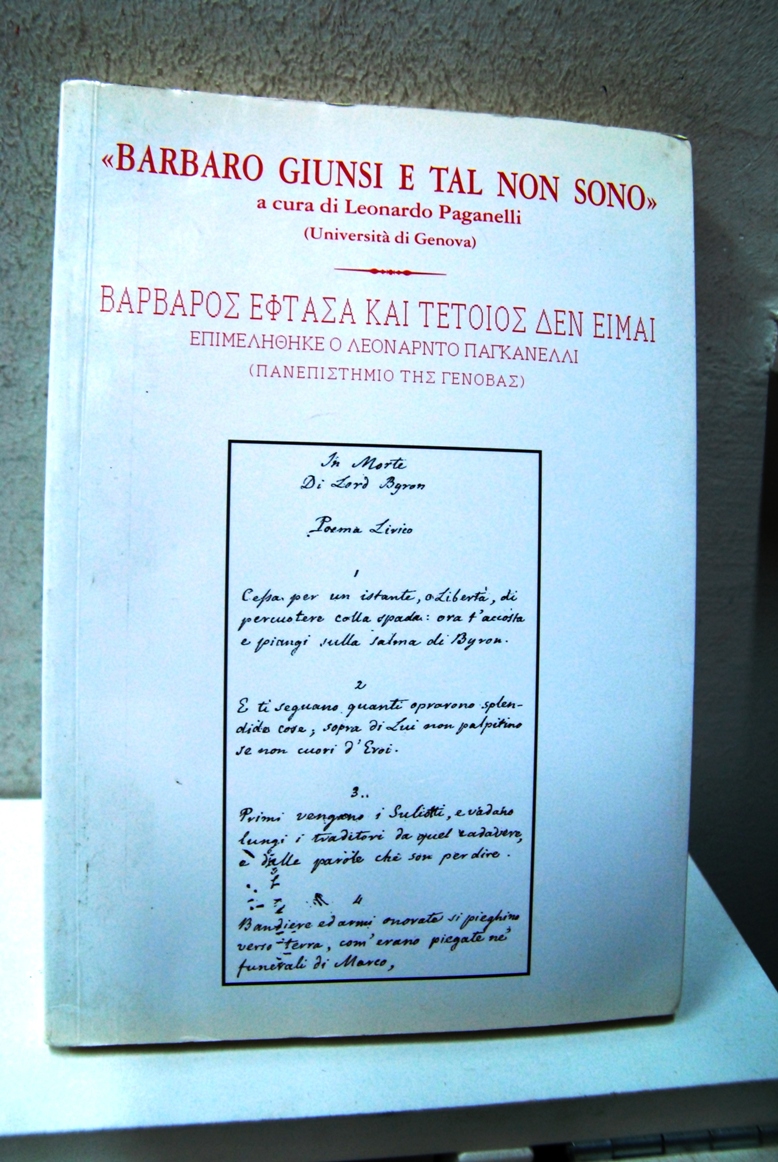 «BARBARO GIUNSI E TAL NON SONO»
a cura di Leonardo Paganelli
(Università di Genova)
ΒΑΡΒΑΡΟΣ ΕΦΤΑΣΑ ΚΑΙ ΤΕΤΟΙΟΣ ΔΕΝ ΕΙΜΑΙ
ΕΠΙΜΕΛΗΘΗΚΕ Ο ΛΕΟΝΑΡΝΤΟ ΠΑΓΚΑΝΕΛΛΙ
(ΠΑΝΕΠΙΣΤΗΜΙΟ ΤΗΣ ΓΕΝΟΒΑΣ)
In Morte
Di Lord Byron
Poema Lirico
1
Cessa per un istante, o Libertà, di
percuotere colla spada: ora t'accosta
e piangi sulla salma di Byron.
2
E ti seguano quanti oprarono splen-
dide cose; sopra di Lui non palpitino
se non cuori d'Eroi.
3..
Primi vengano i Suliotti, e vadano
lungi i traditori da quel cadavere,
e dalle parole che son per dire.
4
Bandiere ed armi onorate si pieghino
verso terra, com'erano piegate ne'
funerali di Marco,